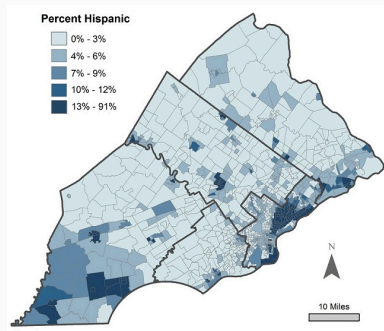 Percent Hispanic
0% - 3%
4% - 6%
7% - 9%
10% - 12%
13% - 91%
N
10 Miles